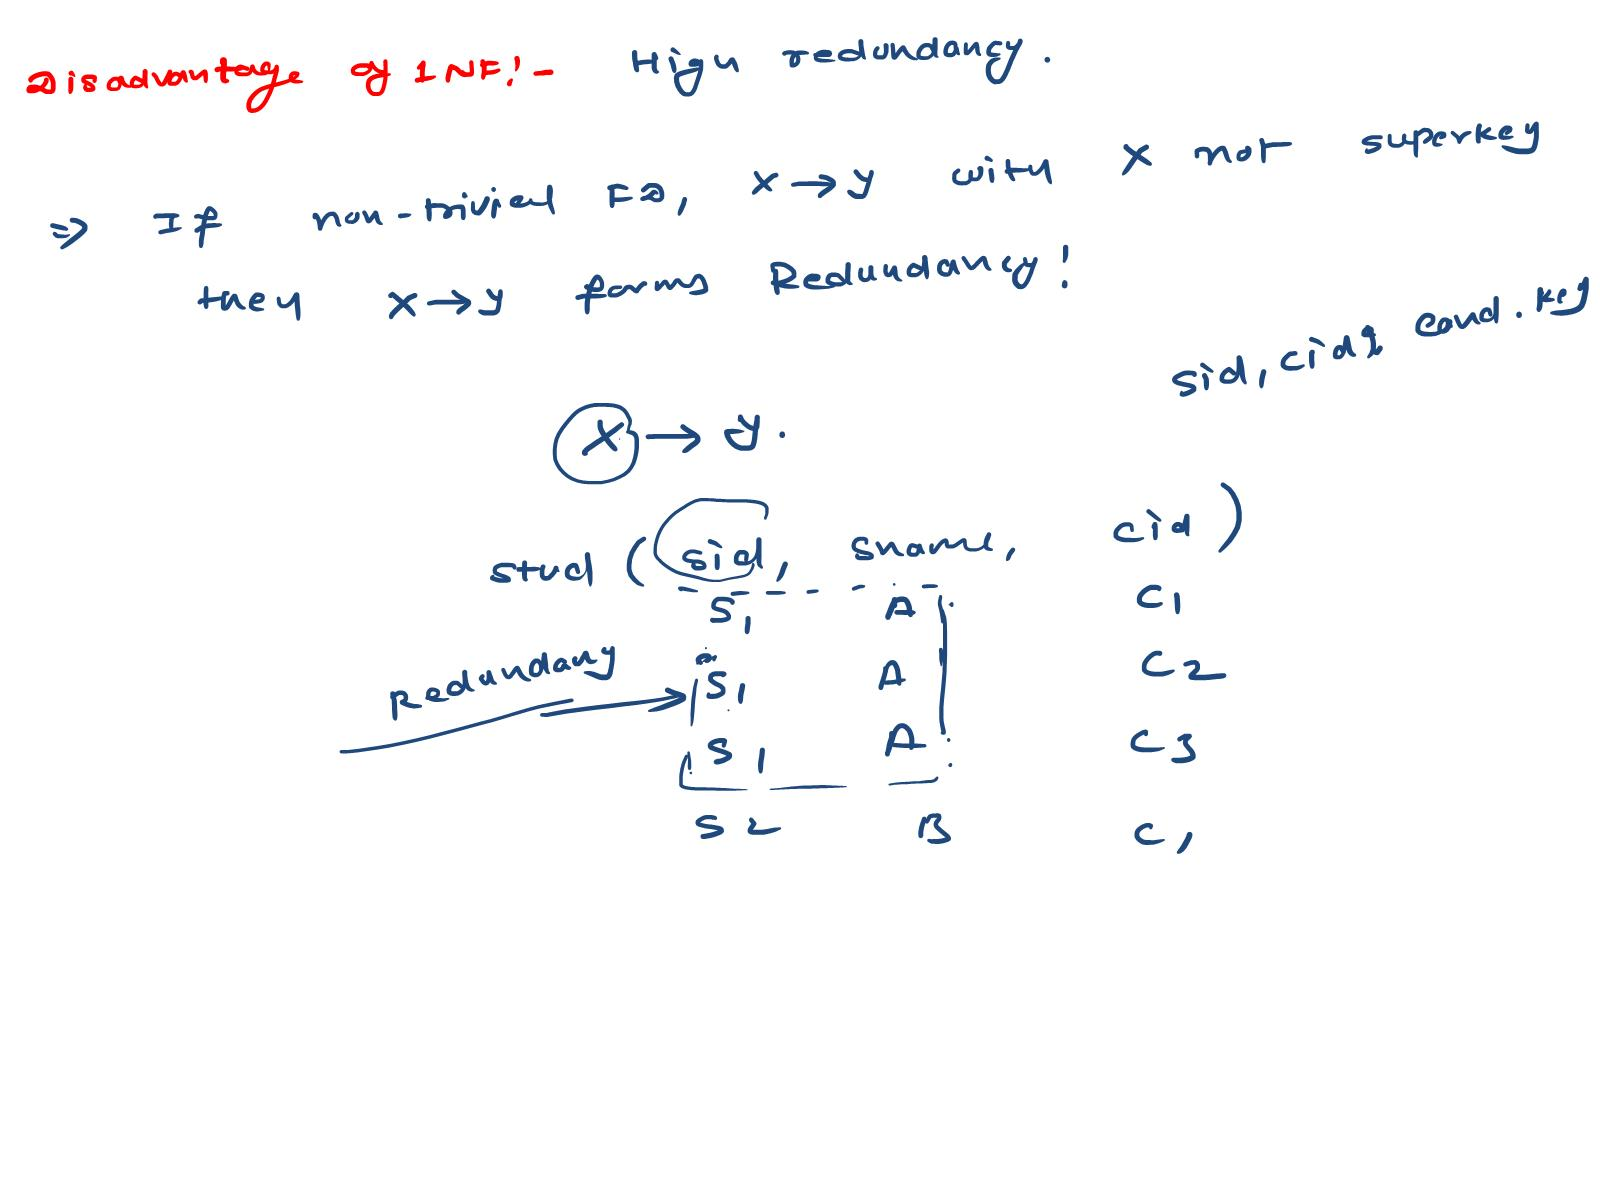 Disadvantage of 1NF:- High redundancy.
⇒ If non-trivial FD, X→y with X not superkey
then X→y forms Redundancy!
sid, cid} cand. key
X→y.
stud (sid, sname, cid)
S1 A C1
Redundany S1 A C2
S1 A C3
S2 B C1